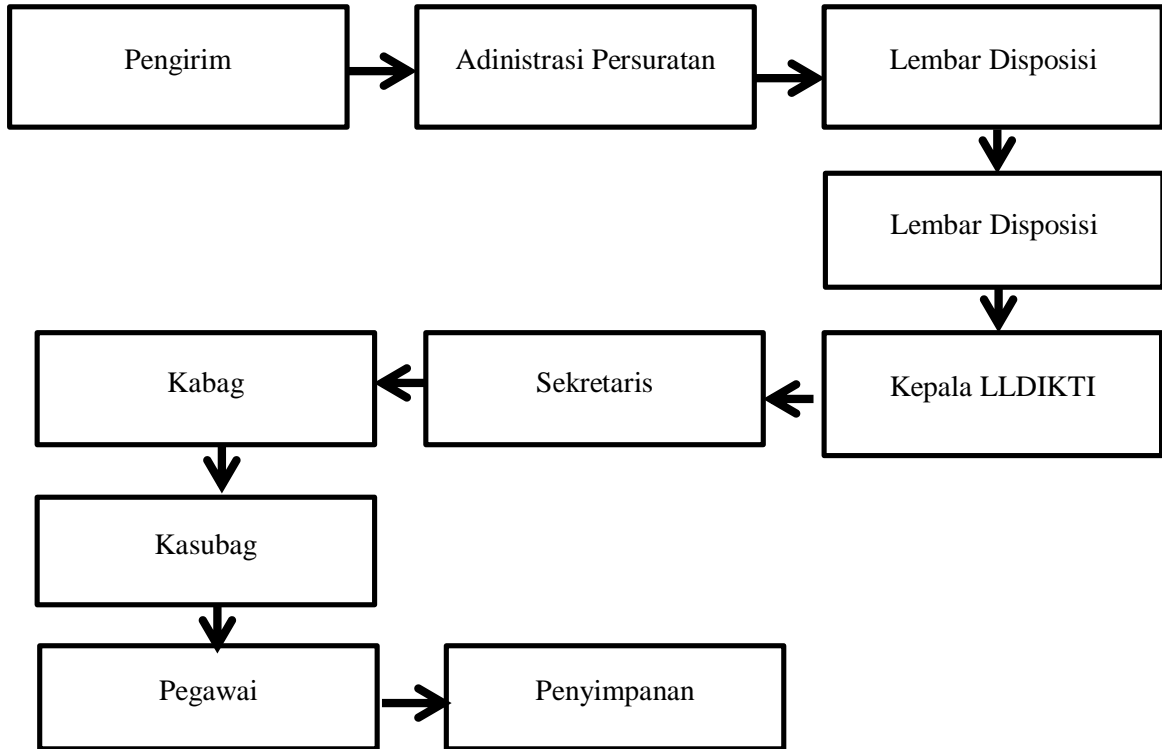 Pengirim
Adinistrasi Persuratan
Lembar Disposisi
Lembar Disposisi
Kepala LLDIKTI
Sekretaris
Kabag
Kasubag
Pegawai
Penyimpanan